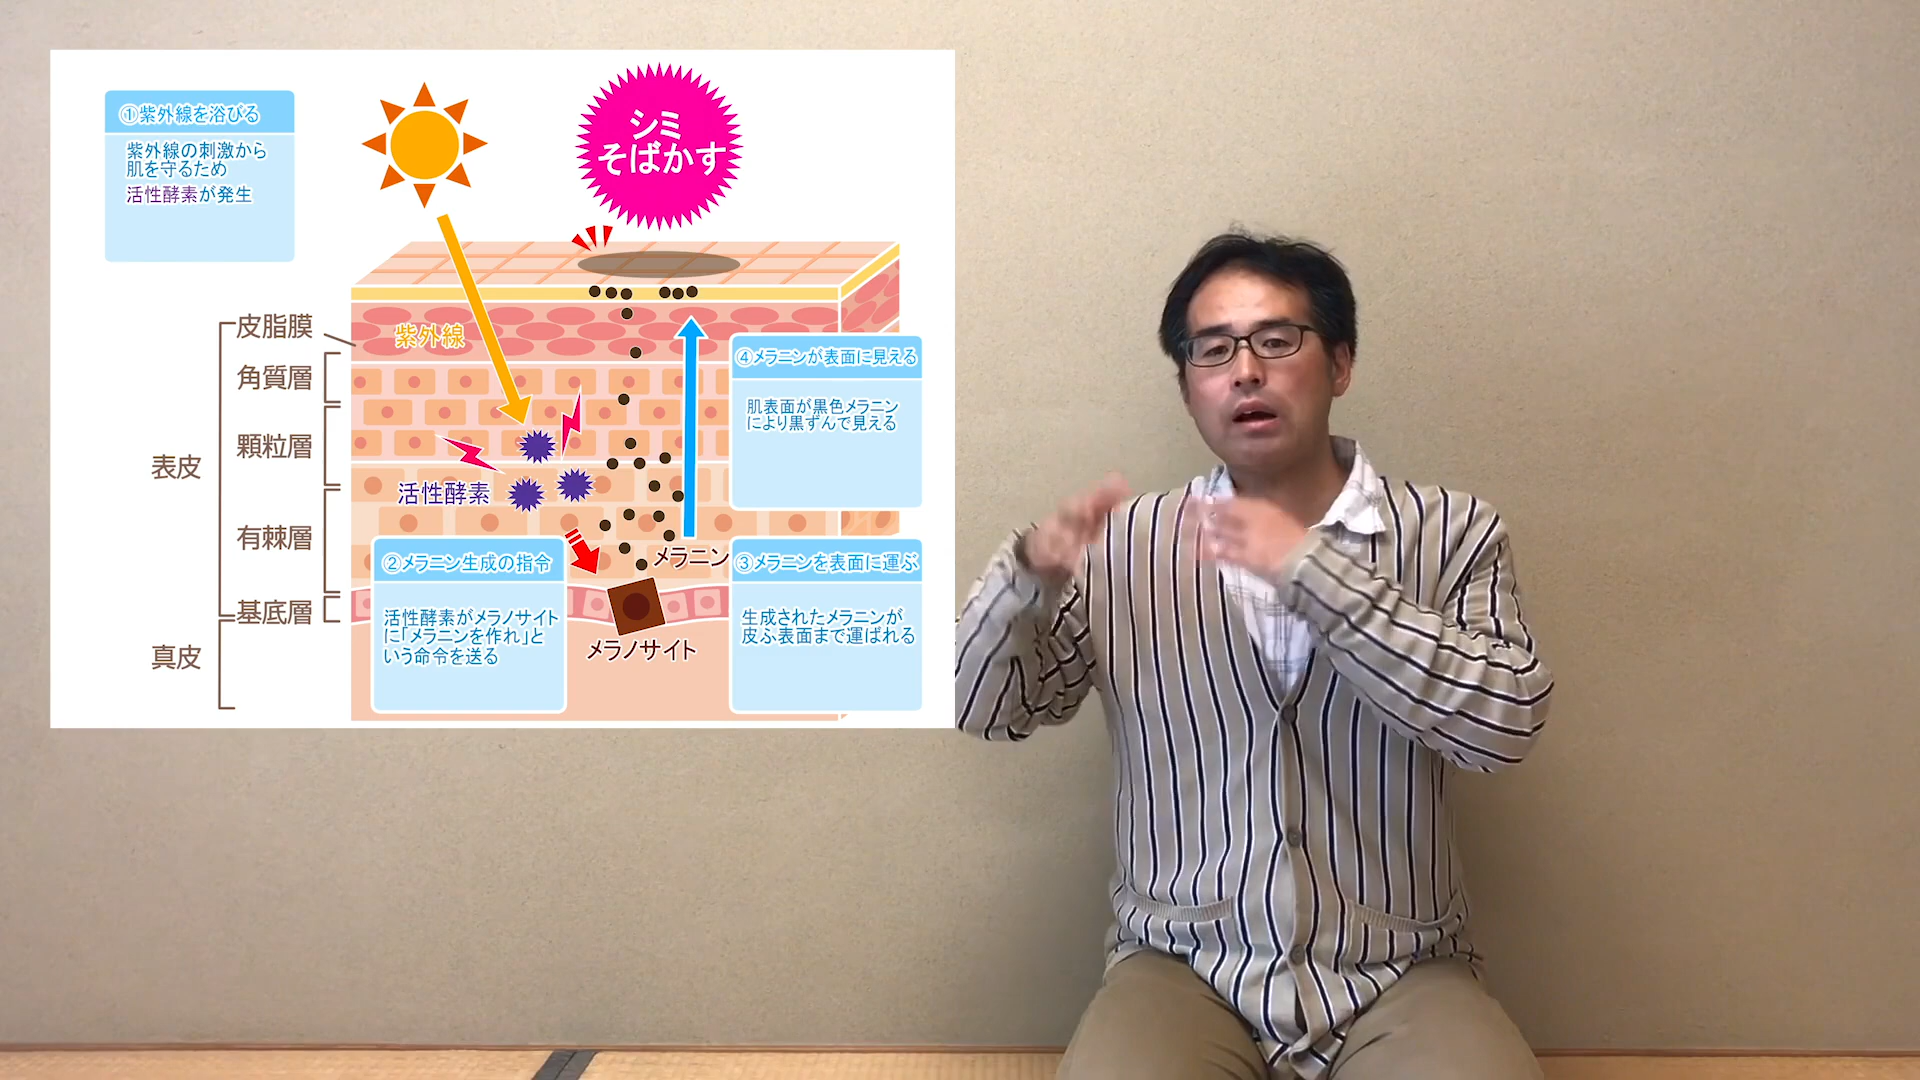 ①紫外線を浴びる
紫外線の刺激から
肌を守るため
活性酵素が発生
シミ
そばかす
紫外線
皮脂膜
角質層
顆粒層
表皮
有棘層
基底層
真皮
活性酵素
②メラニン生成の指令
活性酵素がメラノサイト
に「メラニンを作れ」と
いう命令を送る
メラニン
メラノサイト
③メラニンを表面に運ぶ
生成されたメラニンが
皮ふ表面まで運ばれる
④メラニンが表面に見える
肌表面が黒色メラニン
により黒ずんで見える